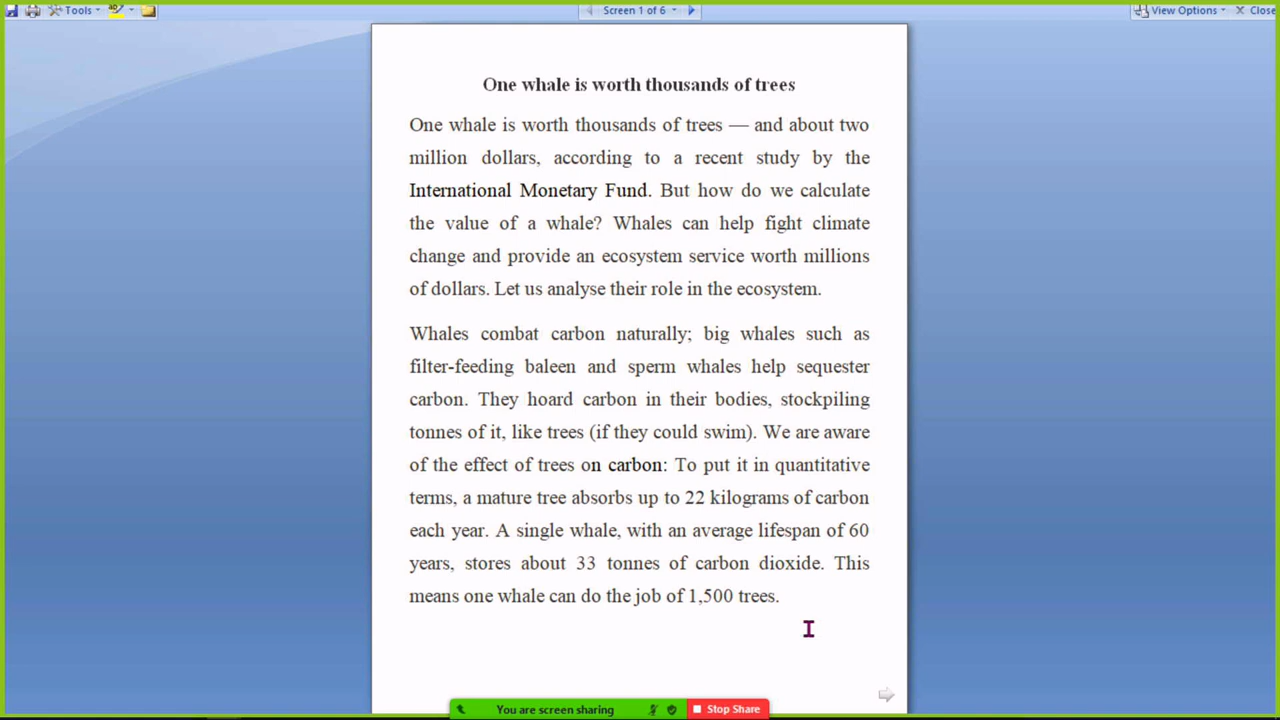 Tools
Screen 1 of 6
View Options
Close
One whale is worth thousands of trees
One whale is worth thousands of trees — and about two
million dollars, according to a recent study by the
International Monetary Fund. But how do we calculate
the value of a whale? Whales can help fight climate
change and provide an ecosystem service worth millions
of dollars. Let us analyse their role in the ecosystem.
Whales combat carbon naturally; big whales such as
filter-feeding baleen and sperm whales help sequester
carbon. They hoard carbon in their bodies, stockpiling
tonnes of it, like trees (if they could swim). We are aware
of the effect of trees on carbon: To put it in quantitative
terms, a mature tree absorbs up to 22 kilograms of carbon
each year. A single whale, with an average lifespan of 60
years, stores about 33 tonnes of carbon dioxide. This
means one whale can do the job of 1,500 trees.
You are screen sharing
Stop Share